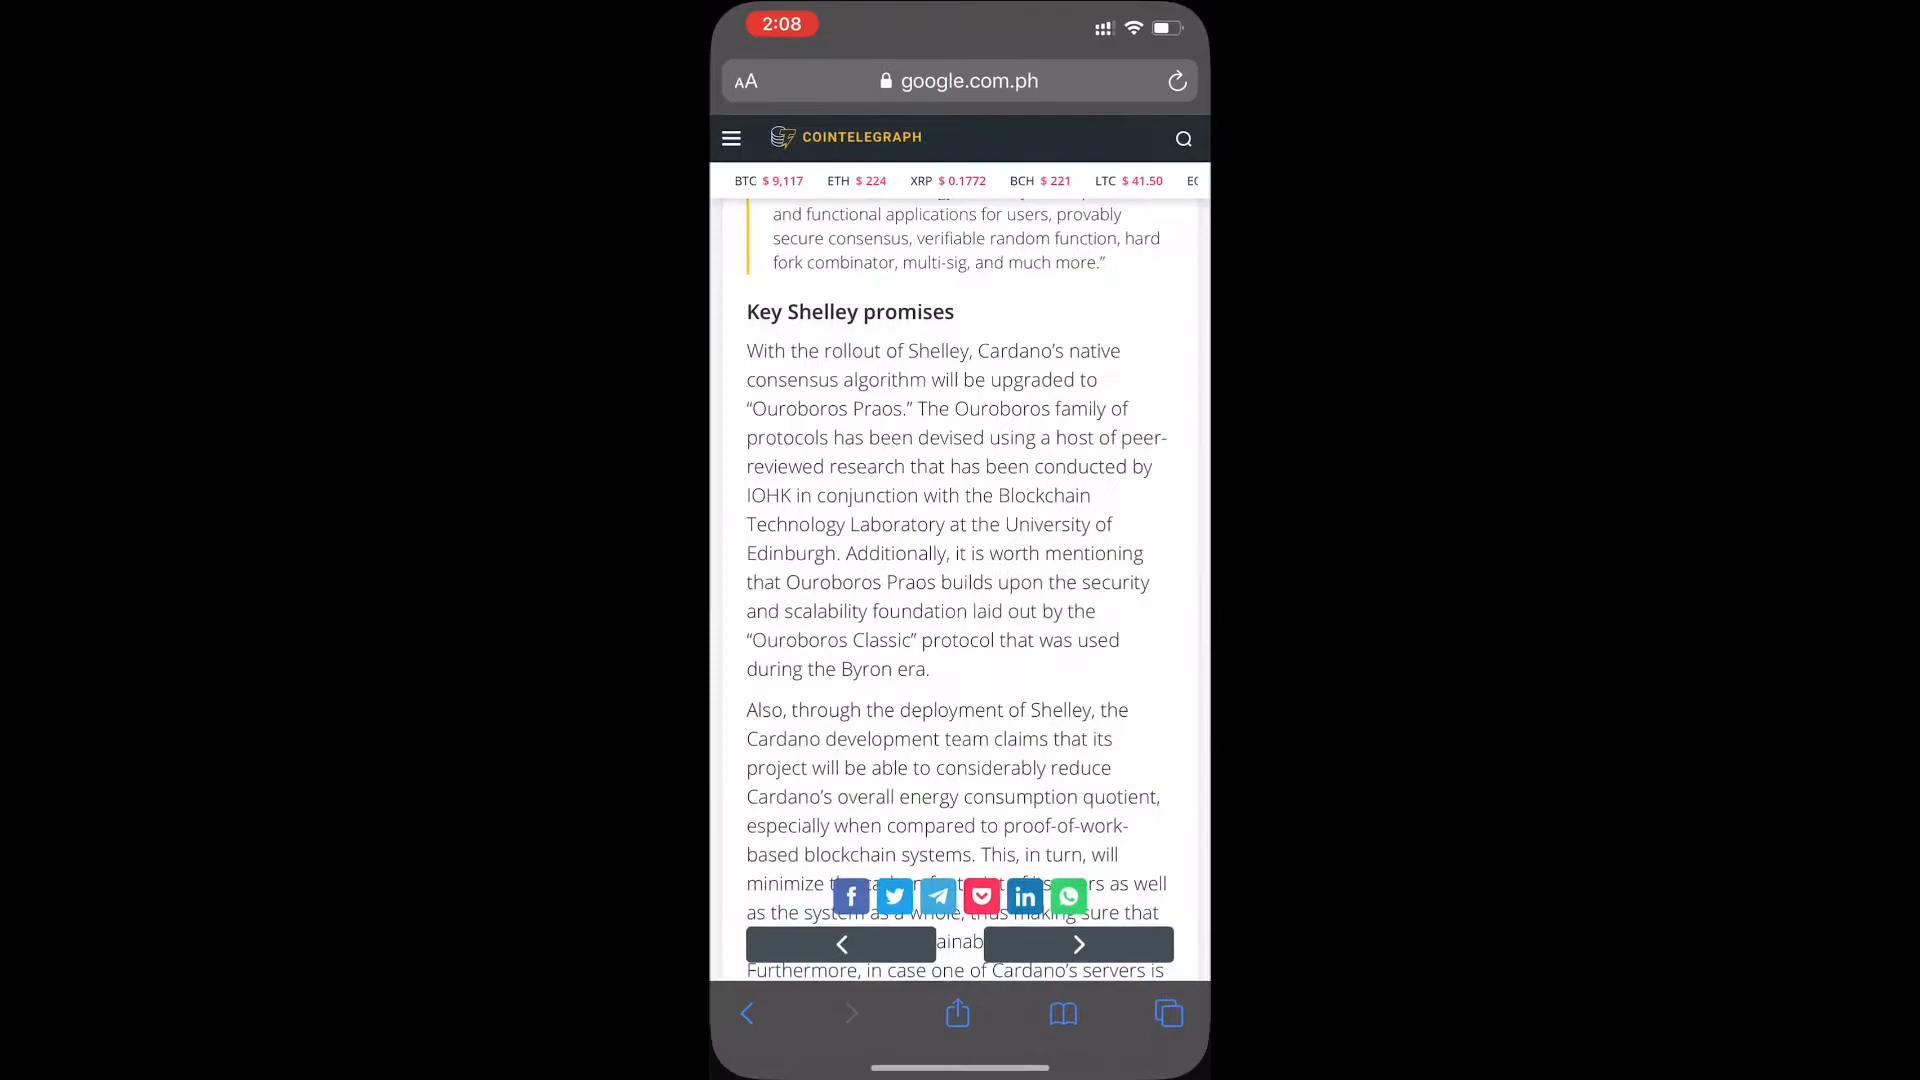 2:08
AA google.com.ph
COINTELEGRAPH
BTC $ 9,117 ETH $ 224 XRP $ 0.1772 BCH $ 221 LTC $ 41.50
and functional applications for users, provably
secure consensus, verifiable random function, hard
fork combinator, multi-sig, and much more.”
Key Shelley promises
With the rollout of Shelley, Cardano’s native
consensus algorithm will be upgraded to
“Ouroboros Praos.” The Ouroboros family of
protocols has been devised using a host of peer-
reviewed research that has been conducted by
IOHK in conjunction with the Blockchain
Technology Laboratory at the University of
Edinburgh. Additionally, it is worth mentioning
that Ouroboros Praos builds upon the security
and scalability foundation laid out by the
“Ouroboros Classic” protocol that was used
during the Byron era.
Also, through the deployment of Shelley, the
Cardano development team claims that its
project will be able to considerably reduce
Cardano’s overall energy consumption quotient,
especially when compared to proof-of-work-
based blockchain systems. This, in turn, will
minimize as well
as the system as a whole, thus making sure that
Furthermore, in case one of Cardano’s servers is